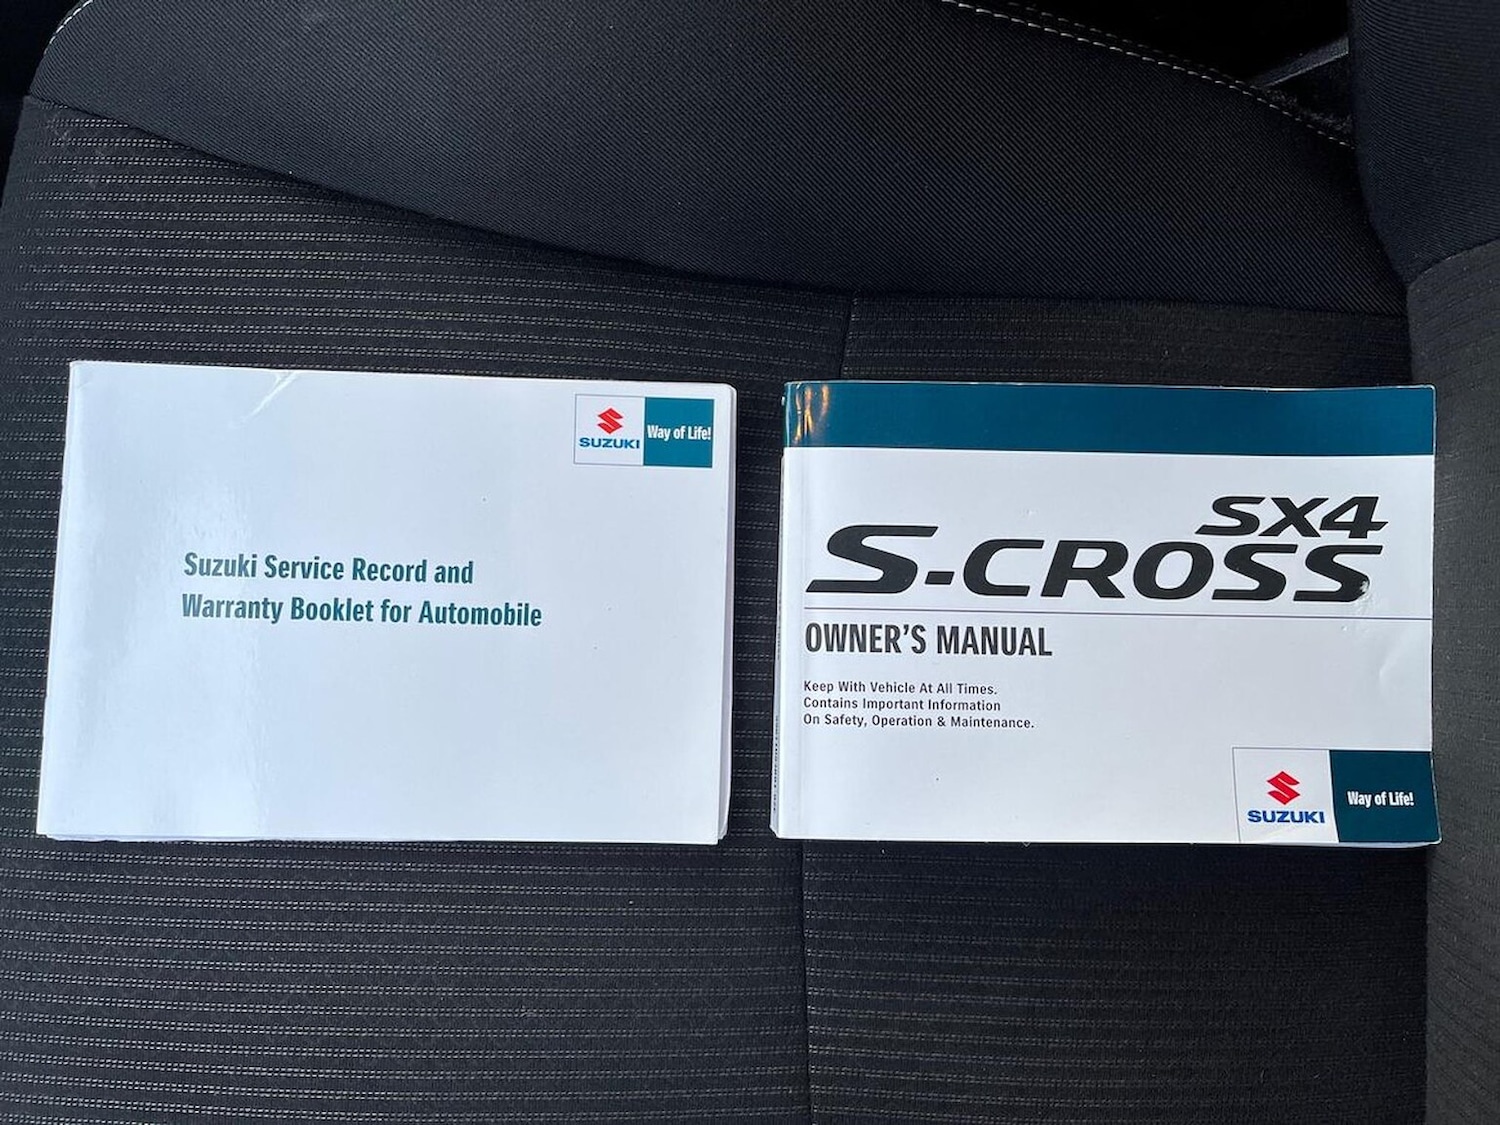 SUZUKI
Way of Life!
Suzuki Service Record and
Warranty Booklet for Automobile
SX4
S-CROSS
OWNER'S MANUAL
Keep With Vehicle At All Times.
Contains Important Information
On Safety, Operation & Maintenance.
SUZUKI
Way of Life!